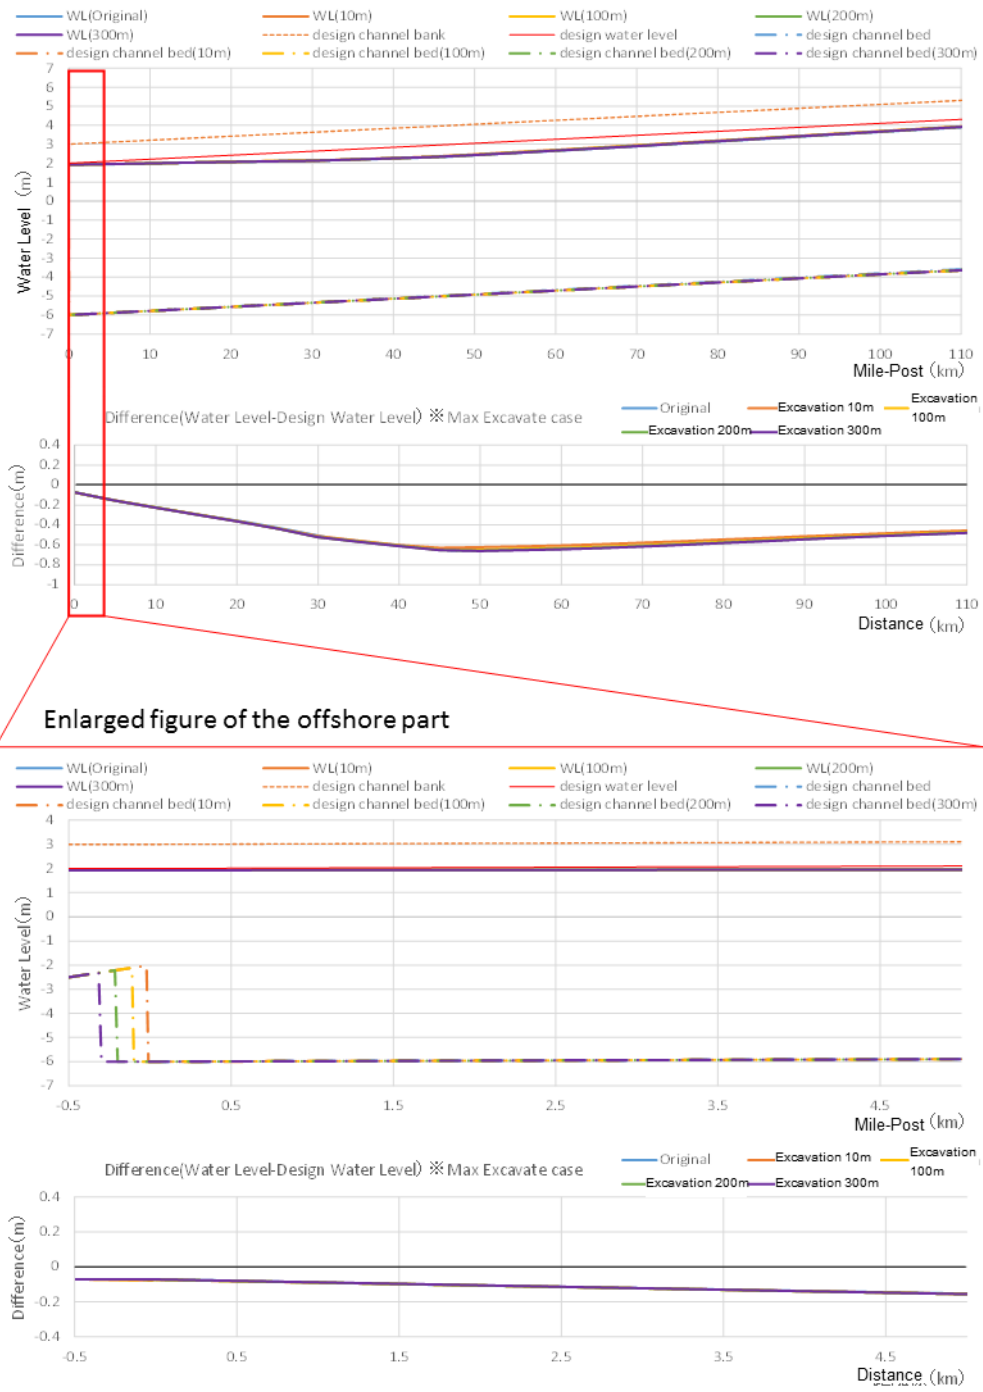 WL(Original) WL(10m) WL(100m) WL(200m)
WL(300m) design channel bank design water level design channel bed
design channel bed(10m) design channel bed(100m) design channel bed(200m) design channel bed(300m)
7
6
5
4
3
2
1
0
-1
-2
-3
-4
-5
-6
-7
Water Level (m)
0 10 20 30 40 50 60 70 80 90 100 110
Mile-Post (km)
Difference(Water Level-Design Water Level) ※Max Excavate case
Original Excavation 10m Excavation 100m
Excavation 200m Excavation 300m
0.4
0.2
0
-0.2
-0.4
-0.6
-0.8
-1
Difference(m)
0 10 20 30 40 50 60 70 80 90 100 110
Distance (km)
Enlarged figure of the offshore part
WL(Original) WL(10m) WL(100m) WL(200m)
WL(300m) design channel bank design water level design channel bed
design channel bed(10m) design channel bed(100m) design channel bed(200m) design channel bed(300m)
4
3
2
1
0
-1
-2
-3
-4
-5
-6
-7
Water Level(m)
-0.5 0.5 1.5 2.5 3.5 4.5
Mile-Post (km)
Difference(Water Level-Design Water Level) ※Max Excavate case
Original Excavation 10m Excavation 100m
Excavation 200m Excavation 300m
0.4
0.2
0
-0.2
-0.4
Difference(m)
-0.5 0.5 1.5 2.5 3.5 4.5
Distance (km)